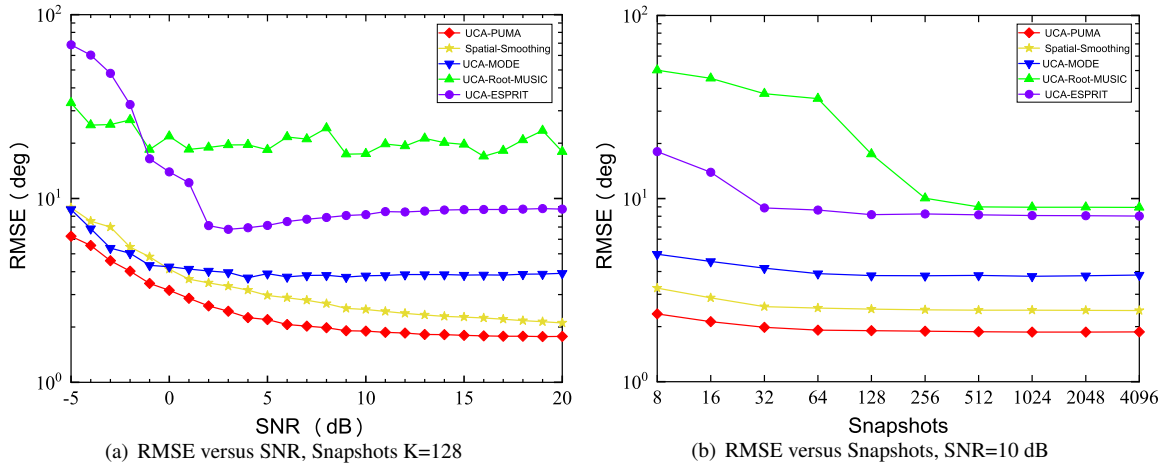 10²
10¹
10⁰
RMSE (deg)
UCA-PUMA
Spatial-Smoothing
UCA-MODE
UCA-Root-MUSIC
UCA-ESPRIT
-5 0 5 10 15 20
SNR (dB)
(a) RMSE versus SNR, Snapshots K=128
10²
10¹
10⁰
RMSE (deg)
UCA-PUMA
Spatial-Smoothing
UCA-MODE
UCA-Root-MUSIC
UCA-ESPRIT
8 16 32 64 128 256 512 1024 2048 4096
Snapshots
(b) RMSE versus Snapshots, SNR=10 dB